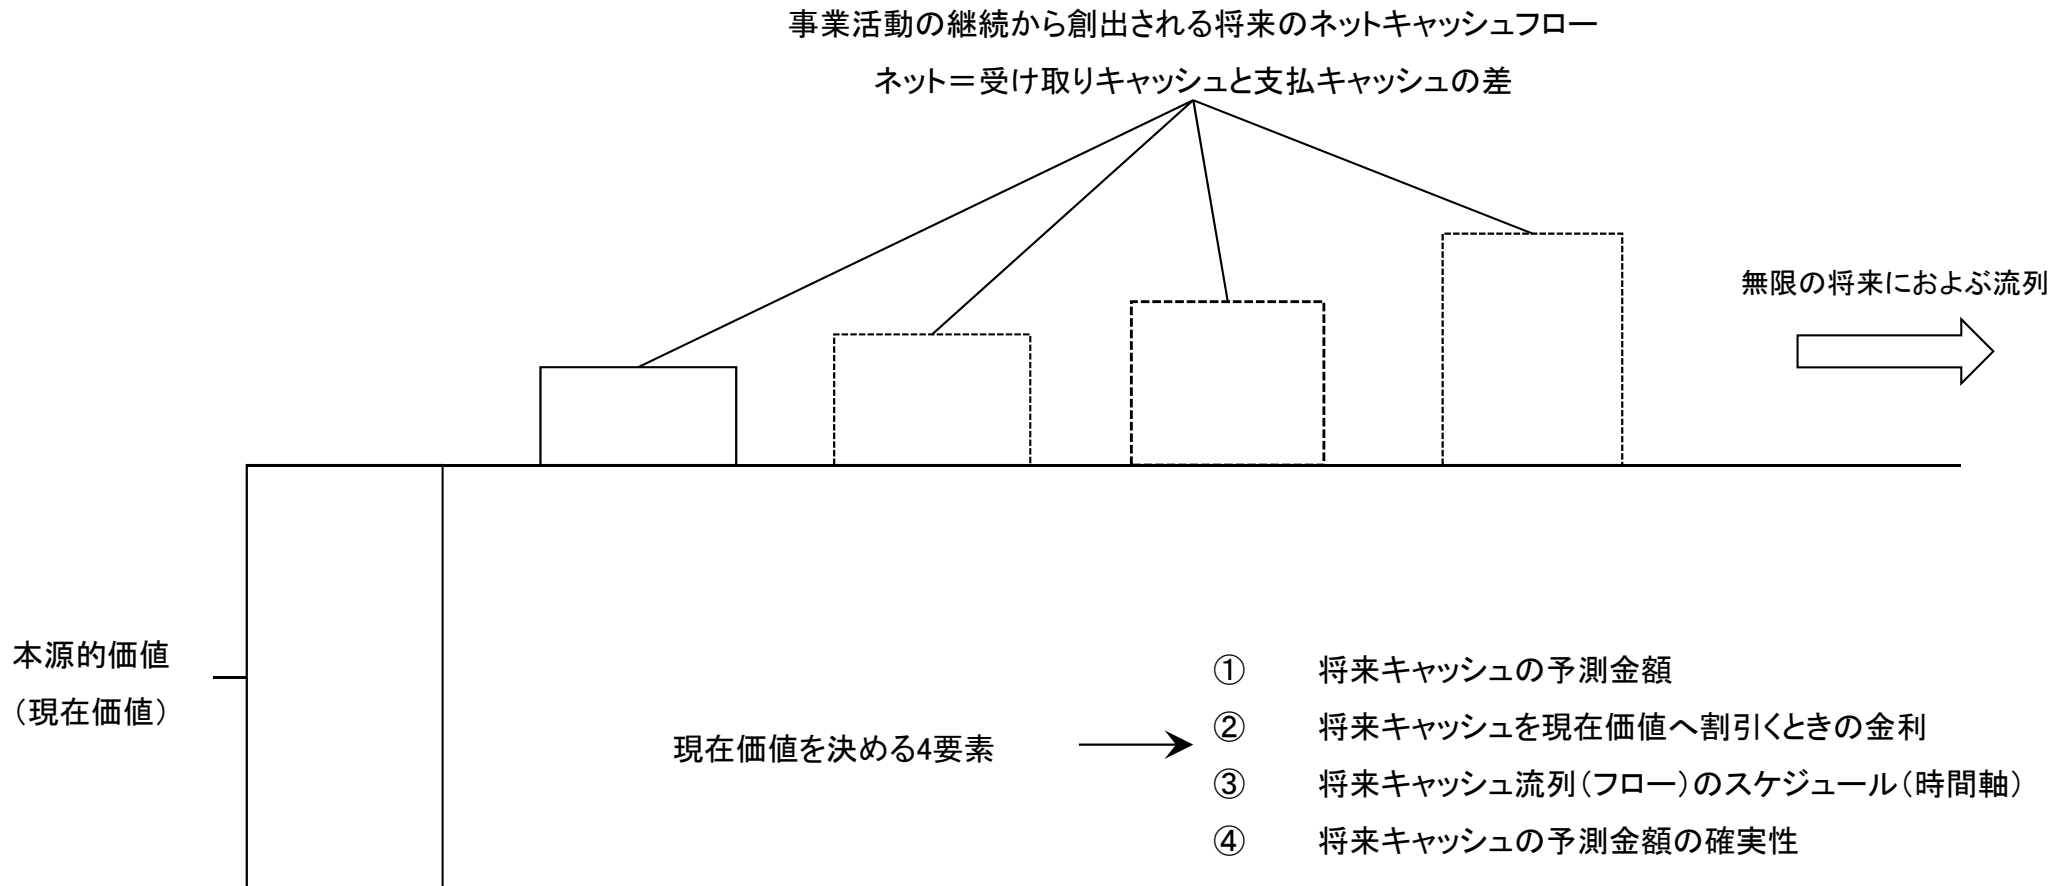 事業活動の継続から創出される将来のネットキャッシュフロー
ネット＝受け取りキャッシュと支払キャッシュの差
無限の将来におよぶ流列
本源的価値
（現在価値）
現在価値を決める4要素
① 将来キャッシュの予測金額
② 将来キャッシュを現在価値へ割引くときの金利
③ 将来キャッシュ流列（フロー）のスケジュール（時間軸）
④ 将来キャッシュの予測金額の確実性